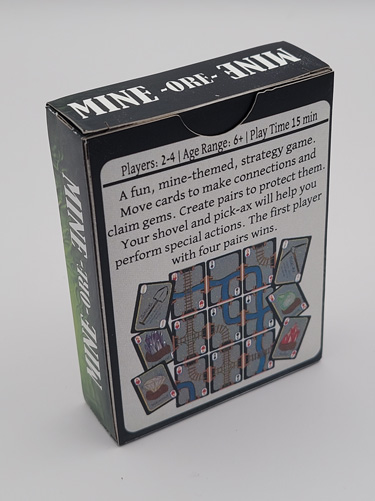 MINE -ORE- MINE
Players: 2-4 | Age Range: 6+ | Play Time 15 min
A fun, mine-themed, strategy game.
Move cards to make connections and
claim gems. Create pairs to protect them.
Your shovel and pick-ax will help you
perform special actions. The first player
with four pairs wins.
MINE -ORE- MINE